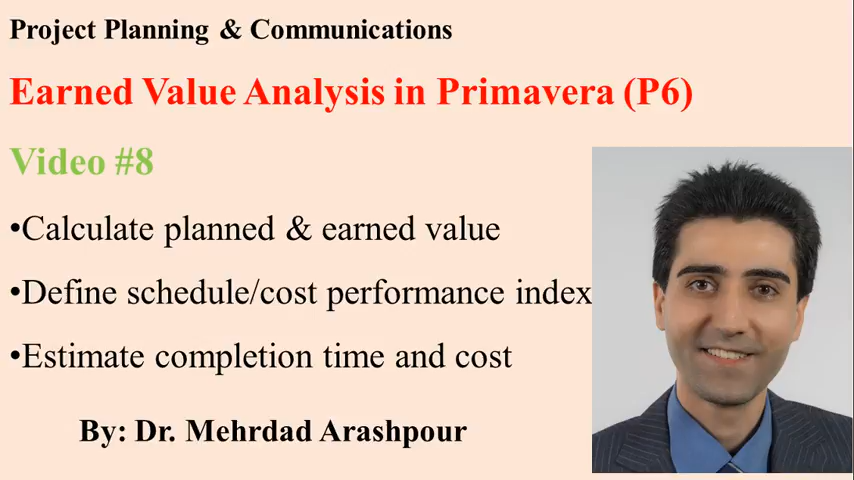 Project Planning & Communications
Earned Value Analysis in Primavera (P6)
Video #8
•Calculate planned & earned value
•Define schedule/cost performance index
•Estimate completion time and cost
By: Dr. Mehrdad Arashpour